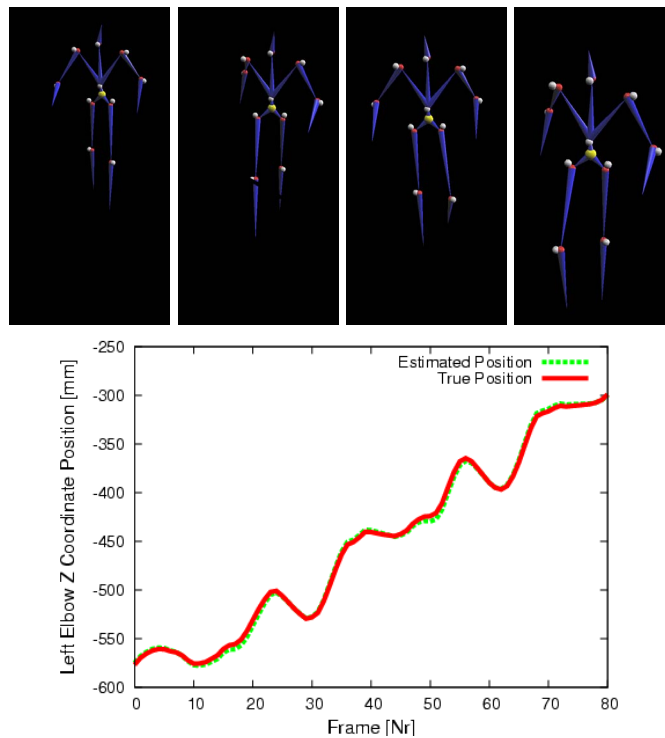 -250
-300
-350
-400
-450
-500
-550
-600
Left Elbow Z Coordinate Position [mm]
Estimated Position
True Position
0 10 20 30 40 50 60 70 80
Frame [Nr]